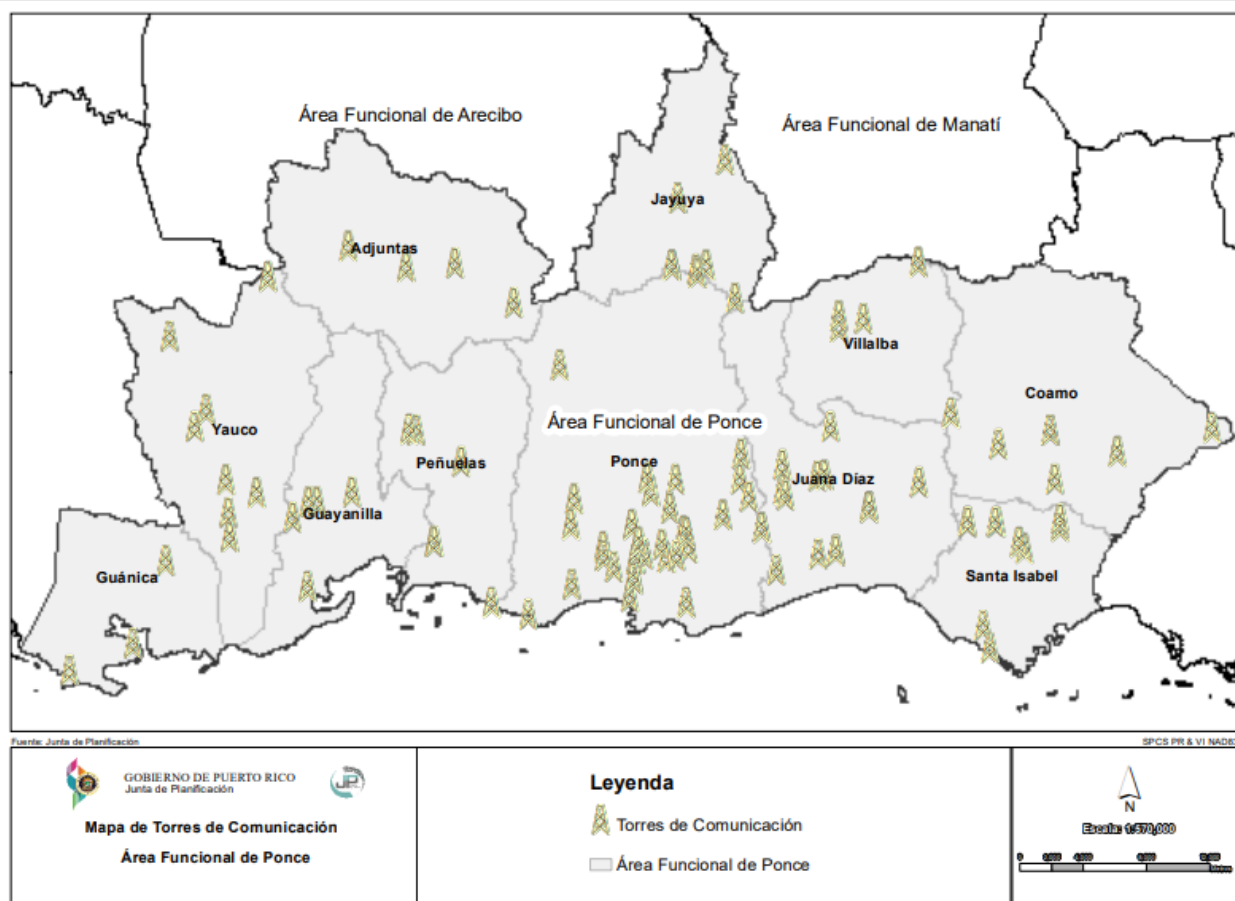 Área Funcional de Arecibo
Área Funcional de Manatí
Jayuya
Adjuntas
Villalba
Coamo
Área Funcional de Ponce
Yauco
Peñuelas
Ponce
Juana Díaz
Guayanilla
Guánica
Santa Isabel
Fuente: Junta de Planificación
SPCS PR & VI NAD83
GOBIERNO DE PUERTO RICO
Junta de Planificación
JP
Mapa de Torres de Comunicación
Área Funcional de Ponce
Leyenda
Torres de Comunicación
Área Funcional de Ponce
N
Escala: 1:570,000
0